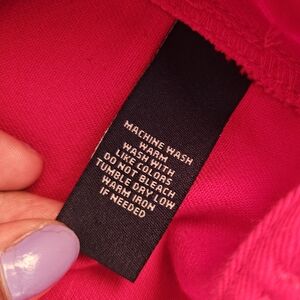 MACHINE WASH
WARM
WASH WITH
LIKE COLORS
DO NOT BLEACH
TUMBLE DRY LOW
WARM IRON
IF NEEDED